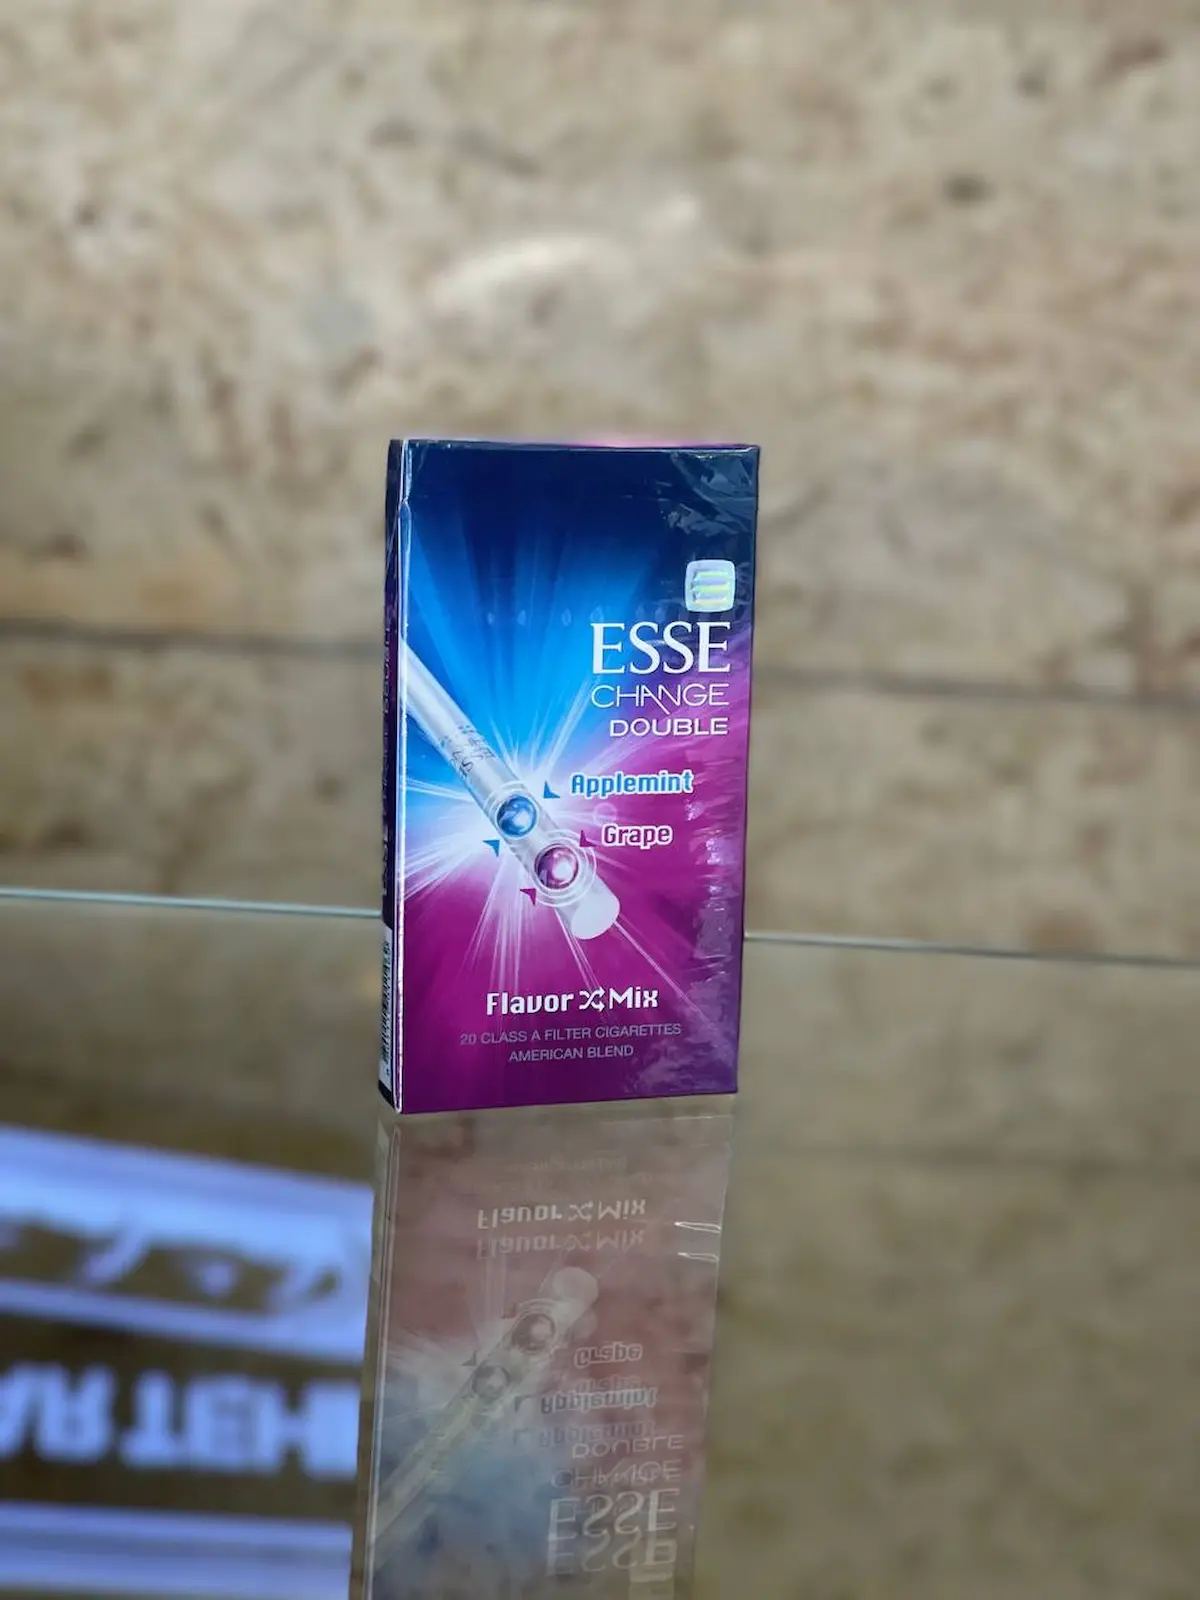 ESSE
CHANGE
DOUBLE
Applemint
Grape
Flavor Mix
20 CLASS A FILTER CIGARETTES
AMERICAN BLEND